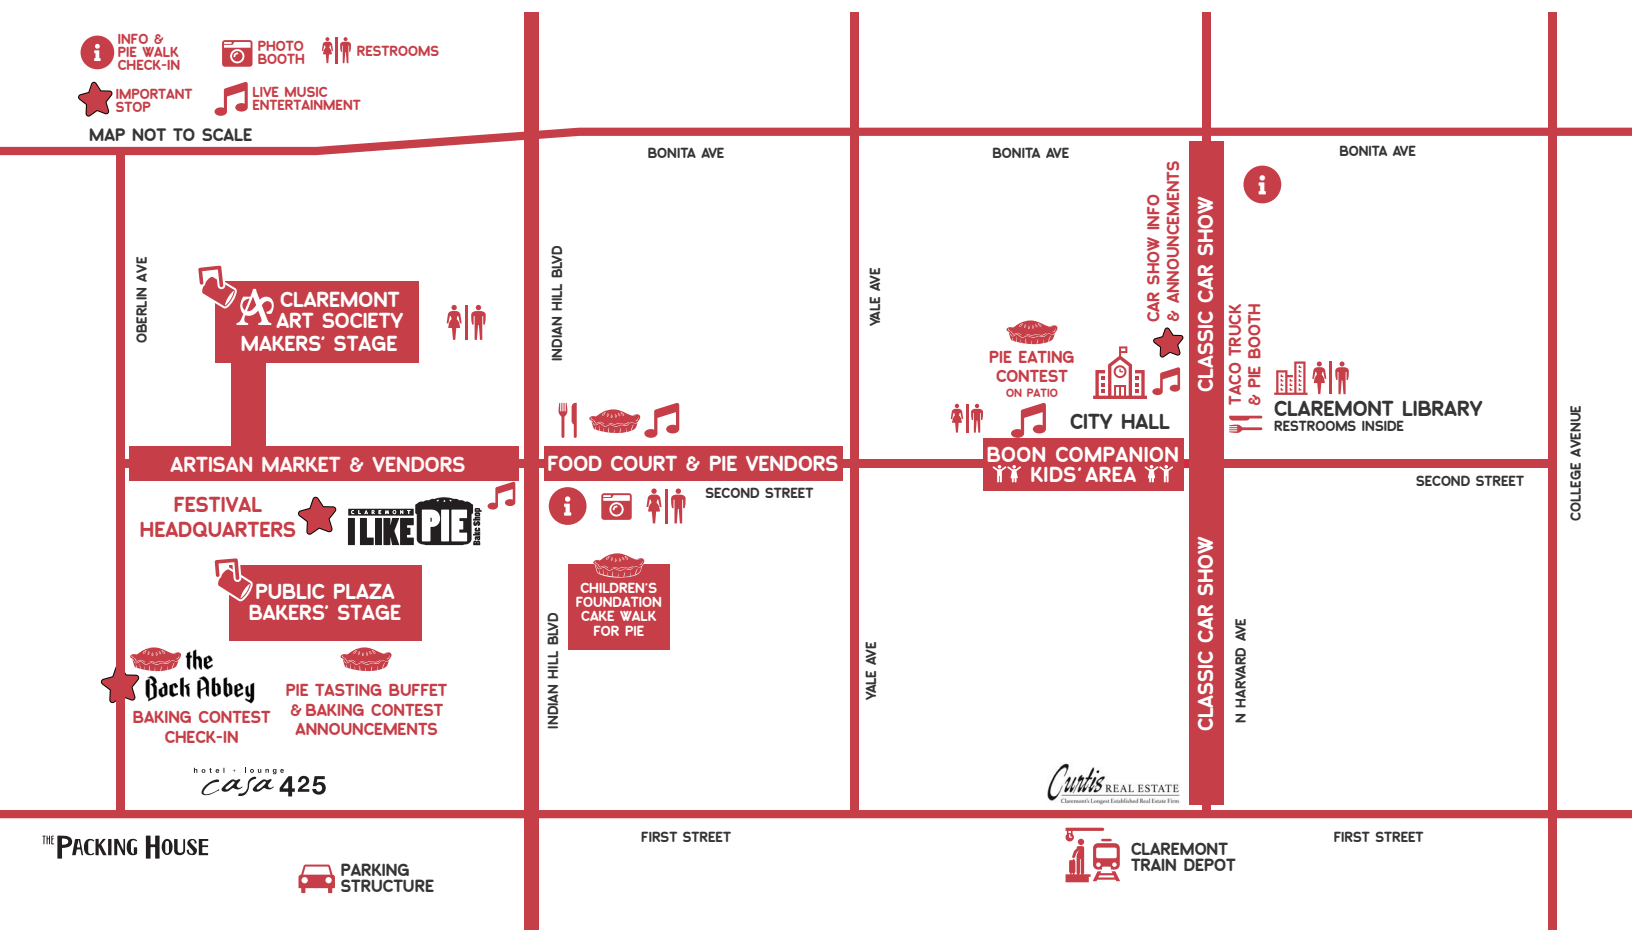 INFO &
PIE WALK
CHECK-IN
PHOTO
BOOTH
RESTROOMS
IMPORTANT
STOP
LIVE MUSIC
ENTERTAINMENT
MAP NOT TO SCALE
BONITA AVE
BONITA AVE
BONITA AVE
OBERLIN AVE
INDIAN HILL BLVD
YALE AVE
CAR SHOW INFO
& ANNOUNCEMENTS
CLASSIC CAR SHOW
TACO TRUCK
& PIE BOOTH
CLAREMONT
ART SOCIETY
MAKERS' STAGE
PIE EATING
CONTEST
ON PATIO
CITY HALL
CLAREMONT LIBRARY
RESTROOMS INSIDE
COLLEGE AVENUE
ARTISAN MARKET & VENDORS
FOOD COURT & PIE VENDORS
BOON COMPANION
KIDS' AREA
SECOND STREET
SECOND STREET
FESTIVAL
HEADQUARTERS
CLAREMONT
I LIKE PIE
Bake Shop
PUBLIC PLAZA
BAKERS' STAGE
CHILDREN'S
FOUNDATION
CAKE WALK
FOR PIE
INDIAN HILL BLVD
YALE AVE
CLASSIC CAR SHOW
N HARVARD AVE
the
Back Abbey
BAKING CONTEST
CHECK-IN
PIE TASTING BUFFET
& BAKING CONTEST
ANNOUNCEMENTS
hotel + lounge
casa 425
Curtis REAL ESTATE
Claremont's Longest Established Real Estate Firm
FIRST STREET
FIRST STREET
THE PACKING HOUSE
PARKING
STRUCTURE
CLAREMONT
TRAIN DEPOT